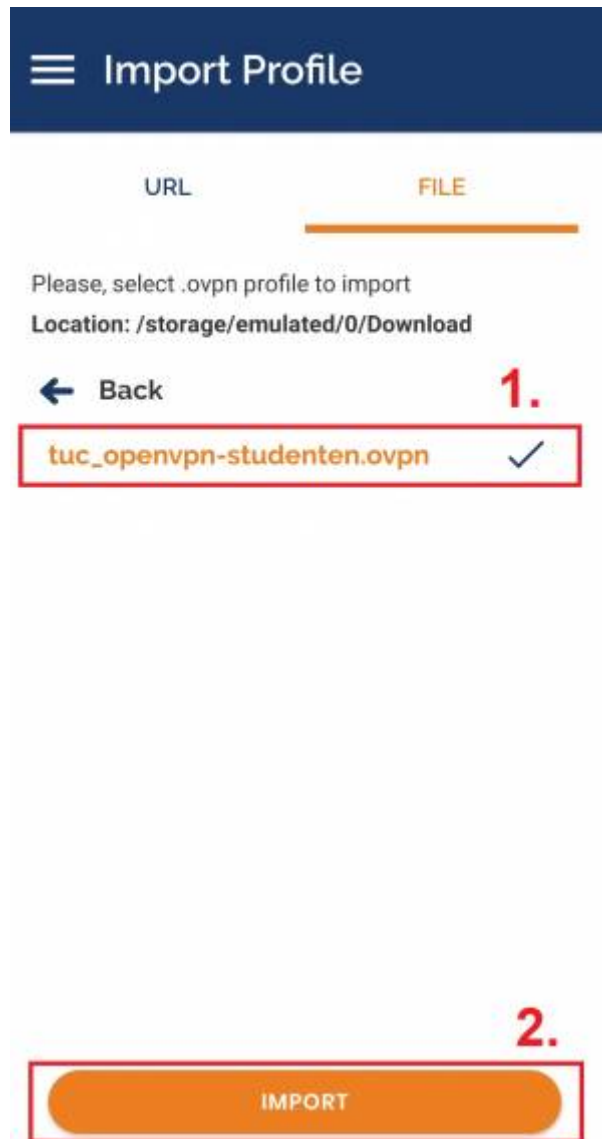 Import Profile
URL FILE
Please, select .ovpn profile to import
Location: /storage/emulated/0/Download
Back
1.
tuc_openvpn-studenten.ovpn
2.
IMPORT